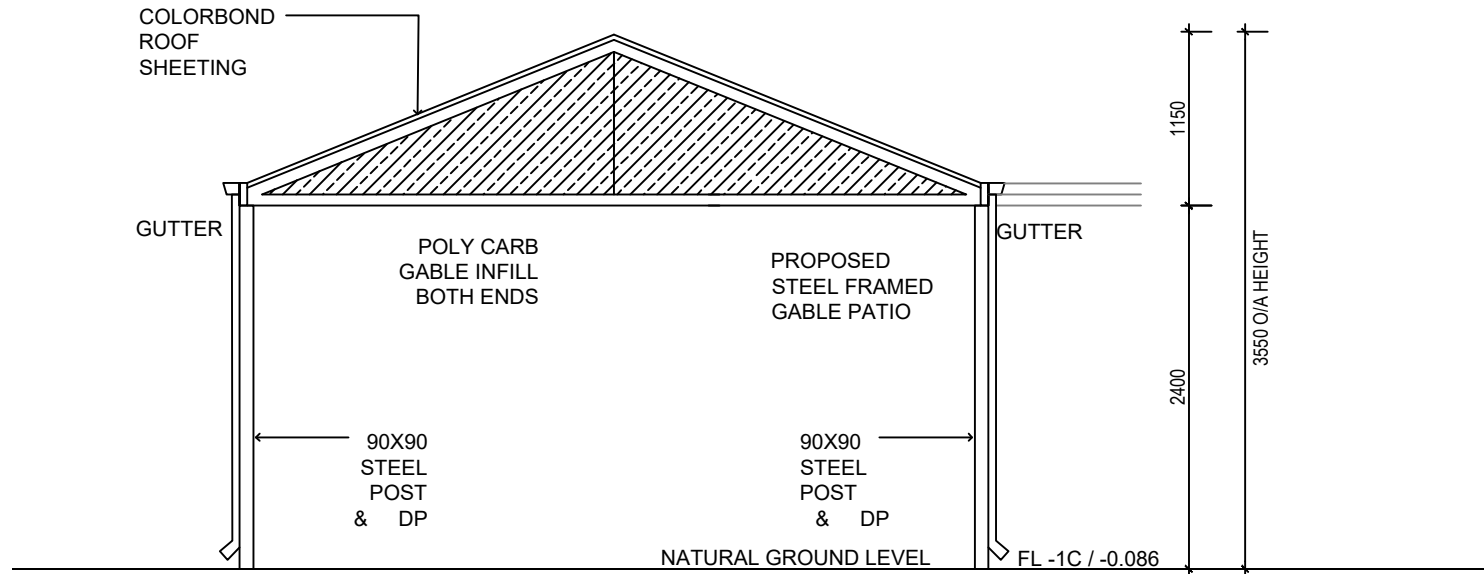 COLORBOND
ROOF
SHEETING
1150
GUTTER
GUTTER
POLY CARB
GABLE INFILL
BOTH ENDS
PROPOSED
STEEL FRAMED
GABLE PATIO
3550 O/A HEIGHT
2400
90X90
STEEL
POST
& DP
90X90
STEEL
POST
& DP
NATURAL GROUND LEVEL
FL -1C / -0.086